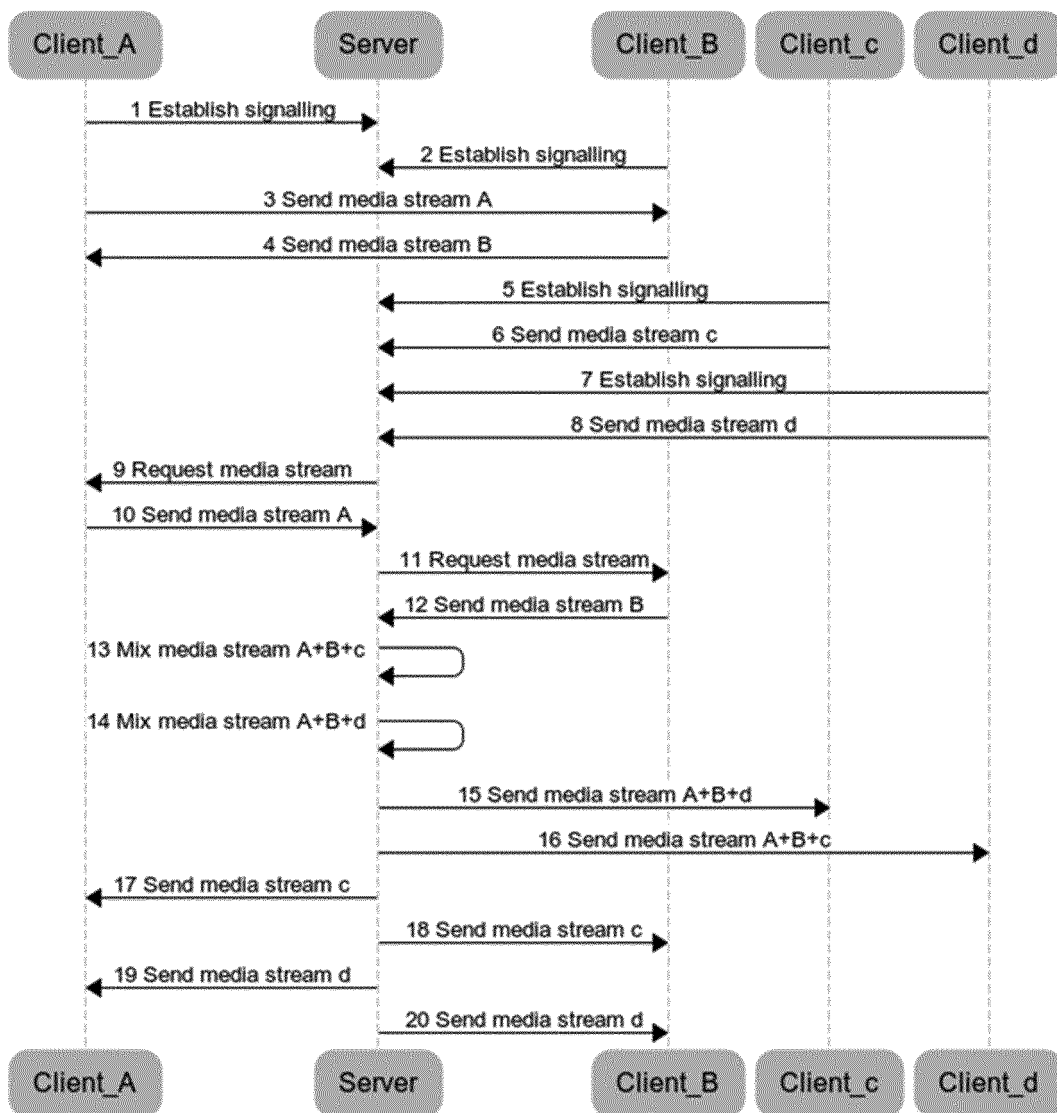 Client_A Server Client_B Client_c Client_d
1 Establish signalling
2 Establish signalling
3 Send media stream A
4 Send media stream B
5 Establish signalling
6 Send media stream c
7 Establish signalling
8 Send media stream d
9 Request media stream
10 Send media stream A
11 Request media stream
12 Send media stream B
13 Mix media stream A+B+c
14 Mix media stream A+B+d
15 Send media stream A+B+d
16 Send media stream A+B+c
17 Send media stream c
18 Send media stream c
19 Send media stream d
20 Send media stream d
Client_A Server Client_B Client_c Client_d